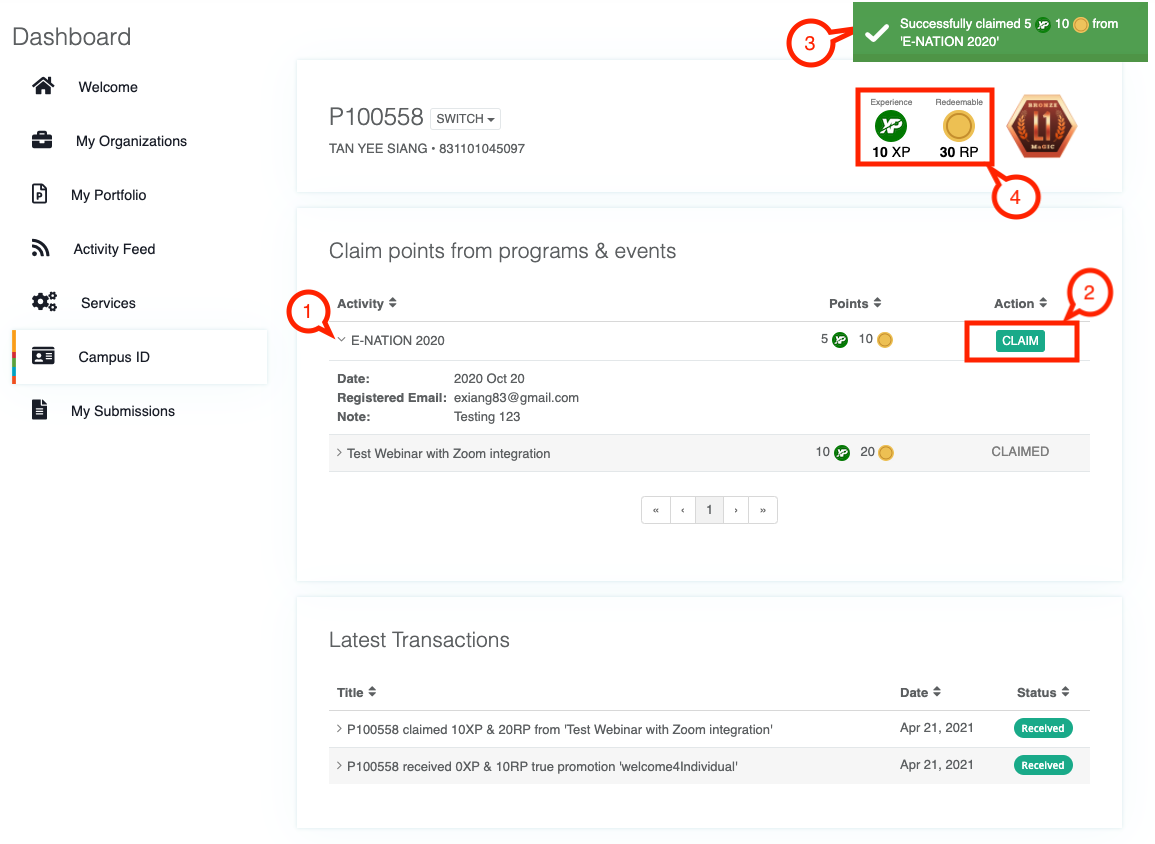 Dashboard
Welcome
My Organizations
My Portfolio
Activity Feed
Services
Campus ID
My Submissions
3
Successfully claimed 5 XP 10 from
'E-NATION 2020'
P100558 SWITCH
TAN YEE SIANG • 831101045097
Experience Redeemable
XP
10 XP 30 RP
BRONZE
L1
MAGIC
4
Claim points from programs & events
Activity Points Action
1
2
E-NATION 2020 5 XP 10 CLAIM
Date: 2020 Oct 20
Registered Email: exiang83@gmail.com
Note: Testing 123
Test Webinar with Zoom integration 10 XP 20 CLAIMED
« ‹ 1 › »
Latest Transactions
Title Date Status
P100558 claimed 10XP & 20RP from 'Test Webinar with Zoom integration' Apr 21, 2021 Received
P100558 received 0XP & 10RP true promotion 'welcome4Individual' Apr 21, 2021 Received